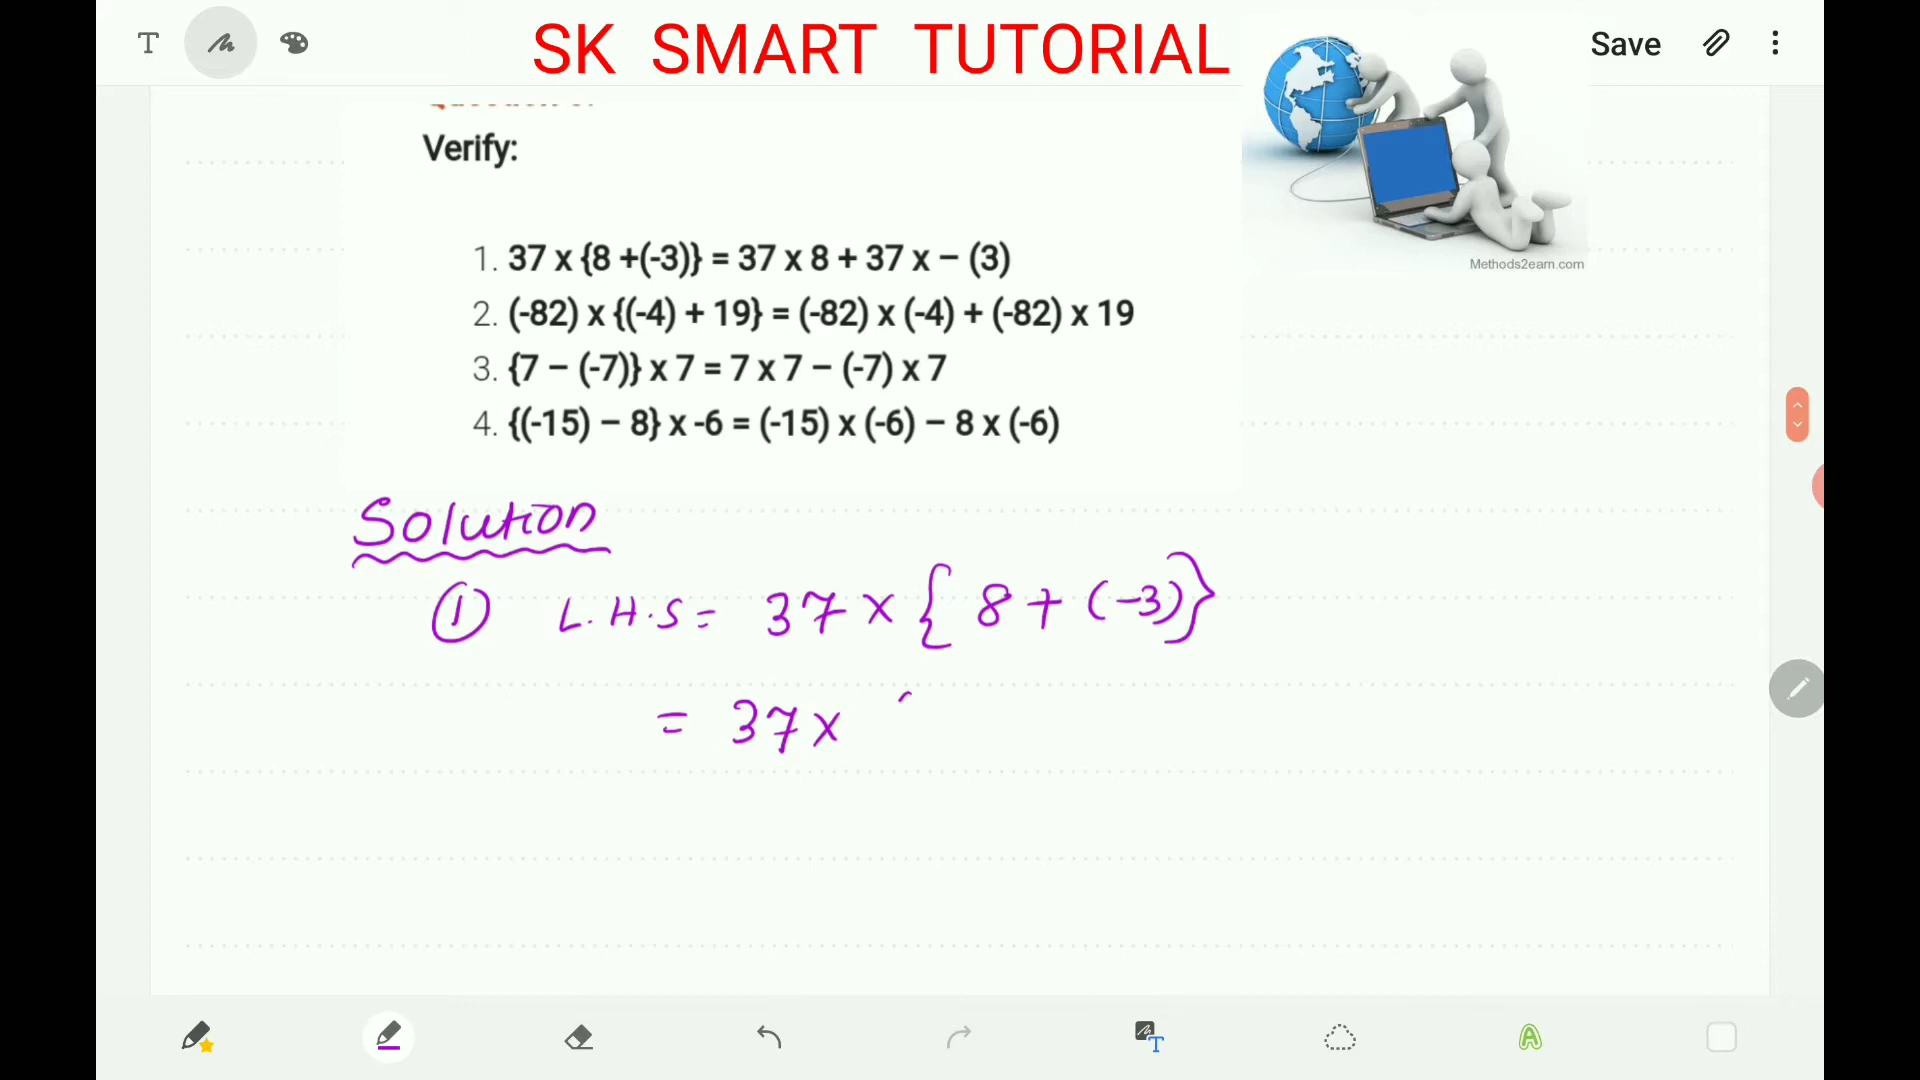 SK SMART TUTORIAL
Save
Methods2earn.com
Verify:
1. 37 x {8 +(-3)} = 37 x 8 + 37 x – (3)
2. (-82) x {(-4) + 19} = (-82) x (-4) + (-82) x 19
3. {7 – (-7)} x 7 = 7 x 7 – (-7) x 7
4. {(-15) – 8} x -6 = (-15) x (-6) – 8 x (-6)
Solution
① L.H.S = 37 x { 8 + (-3)}
= 37 x